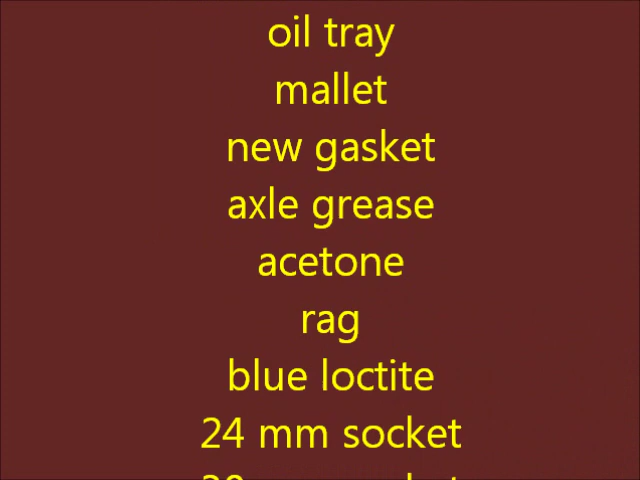 oil tray
mallet
new gasket
axle grease
acetone
rag
blue loctite
24 mm socket